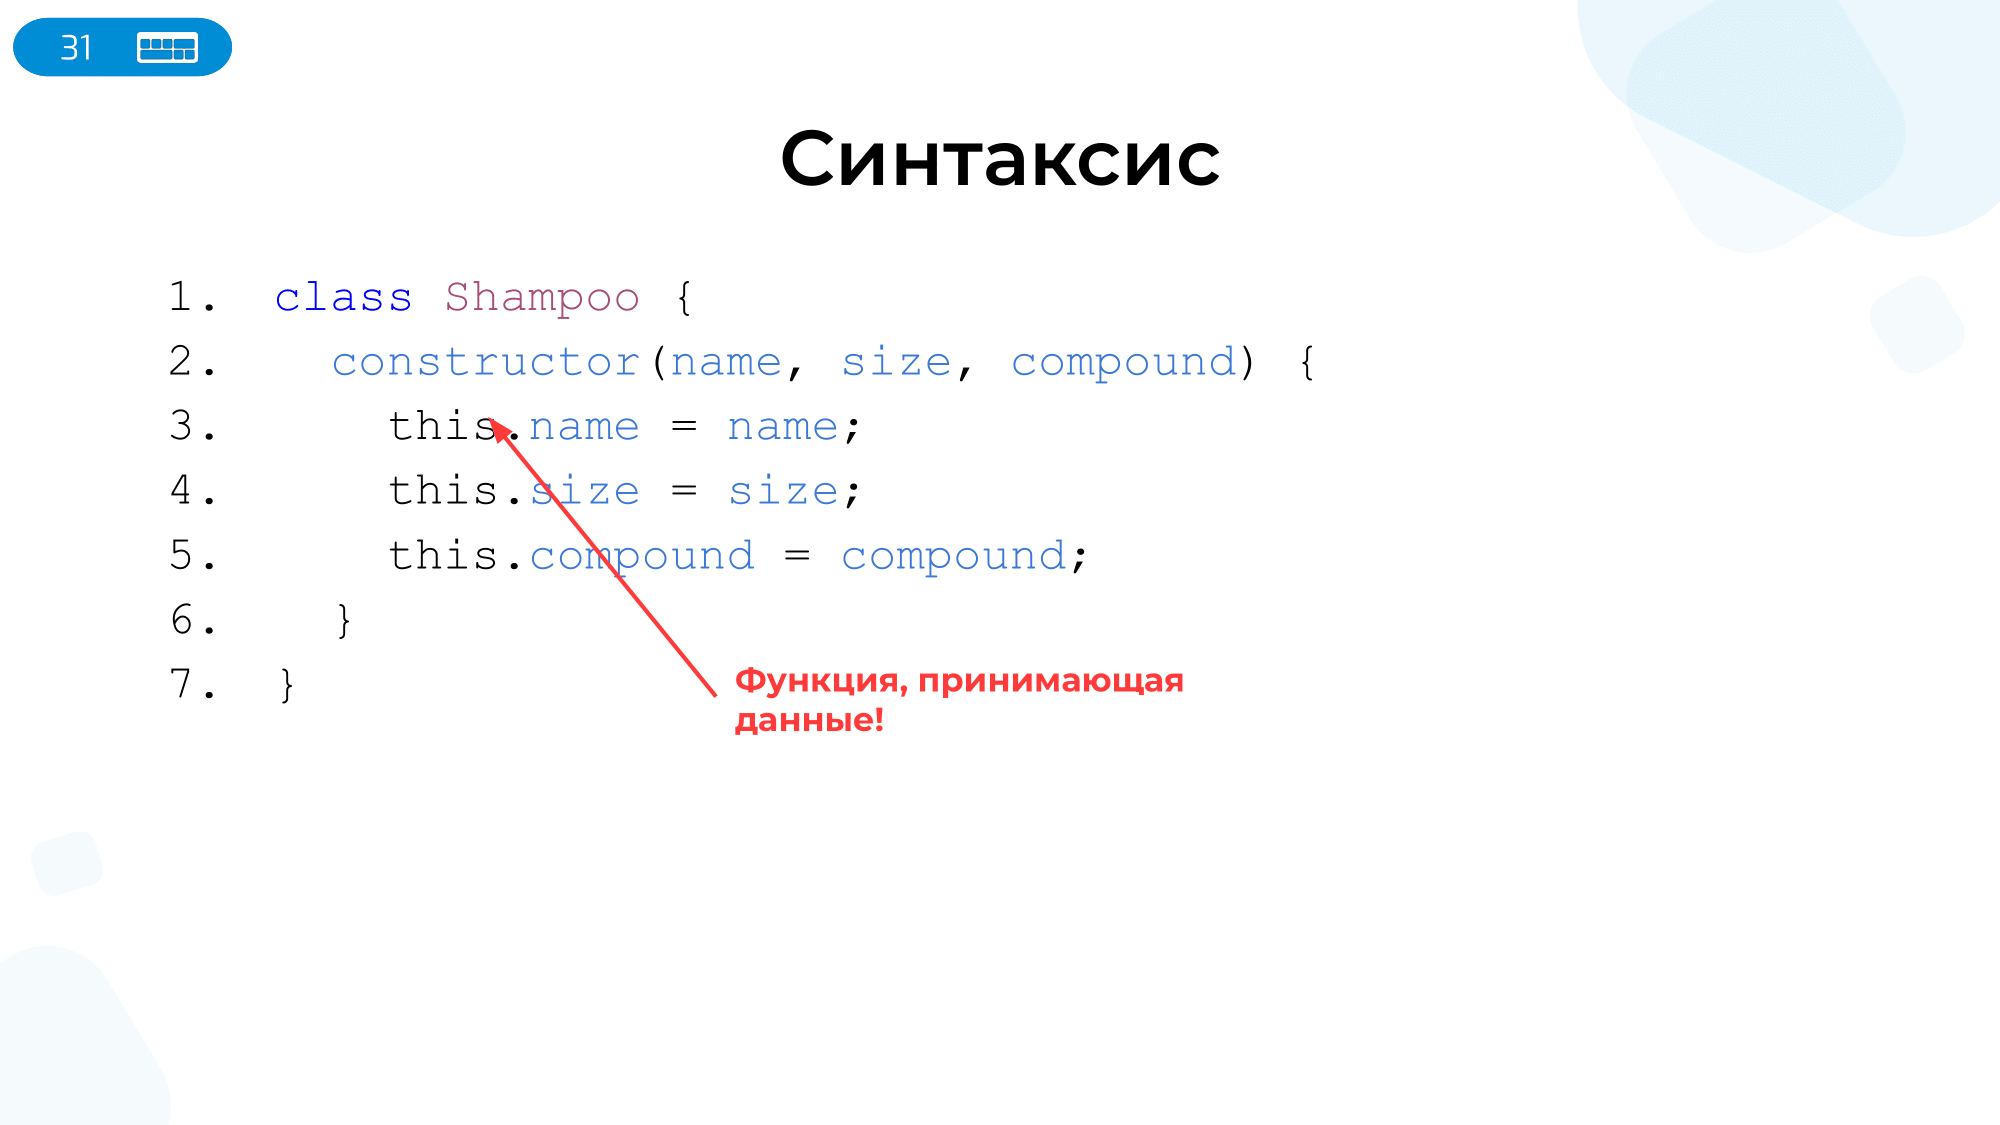 31
Синтаксис
1. class Shampoo {
2. constructor(name, size, compound) {
3. this.name = name;
4. this.size = size;
5. this.compound = compound;
6. }
7. }
Функция, принимающая
данные!